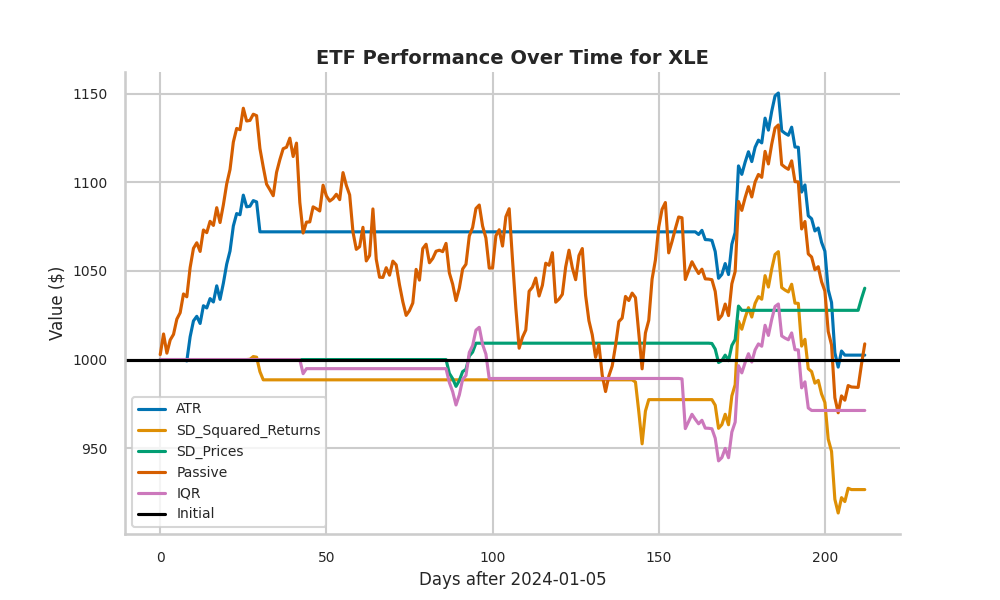 ETF Performance Over Time for XLE
Value ($)
1150
1100
1050
1000
950
ATR
SD_Squared_Returns
SD_Prices
Passive
IQR
Initial
0
50
100
150
200
Days after 2024-01-05